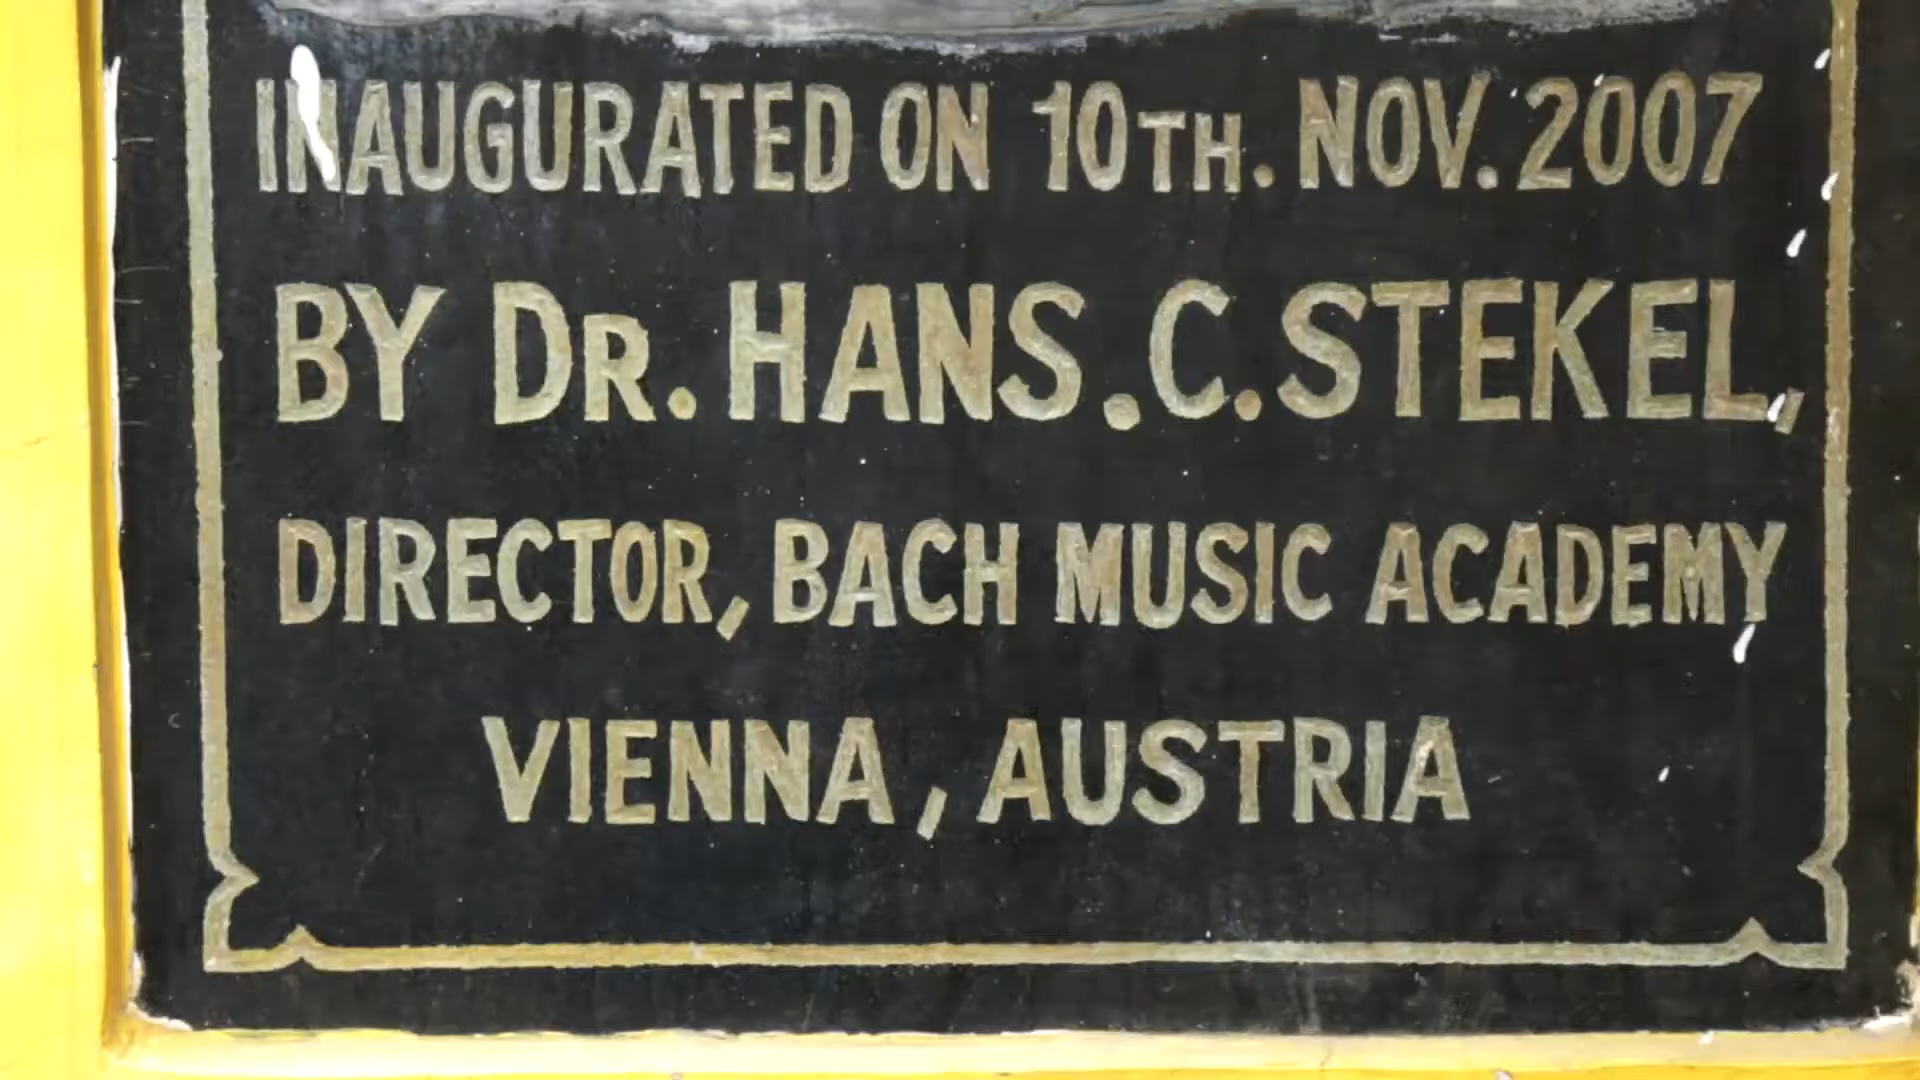 INAUGURATED ON 10TH. NOV. 2007
BY DR. HANS.C.STEKEL,
DIRECTOR, BACH MUSIC ACADEMY
VIENNA, AUSTRIA